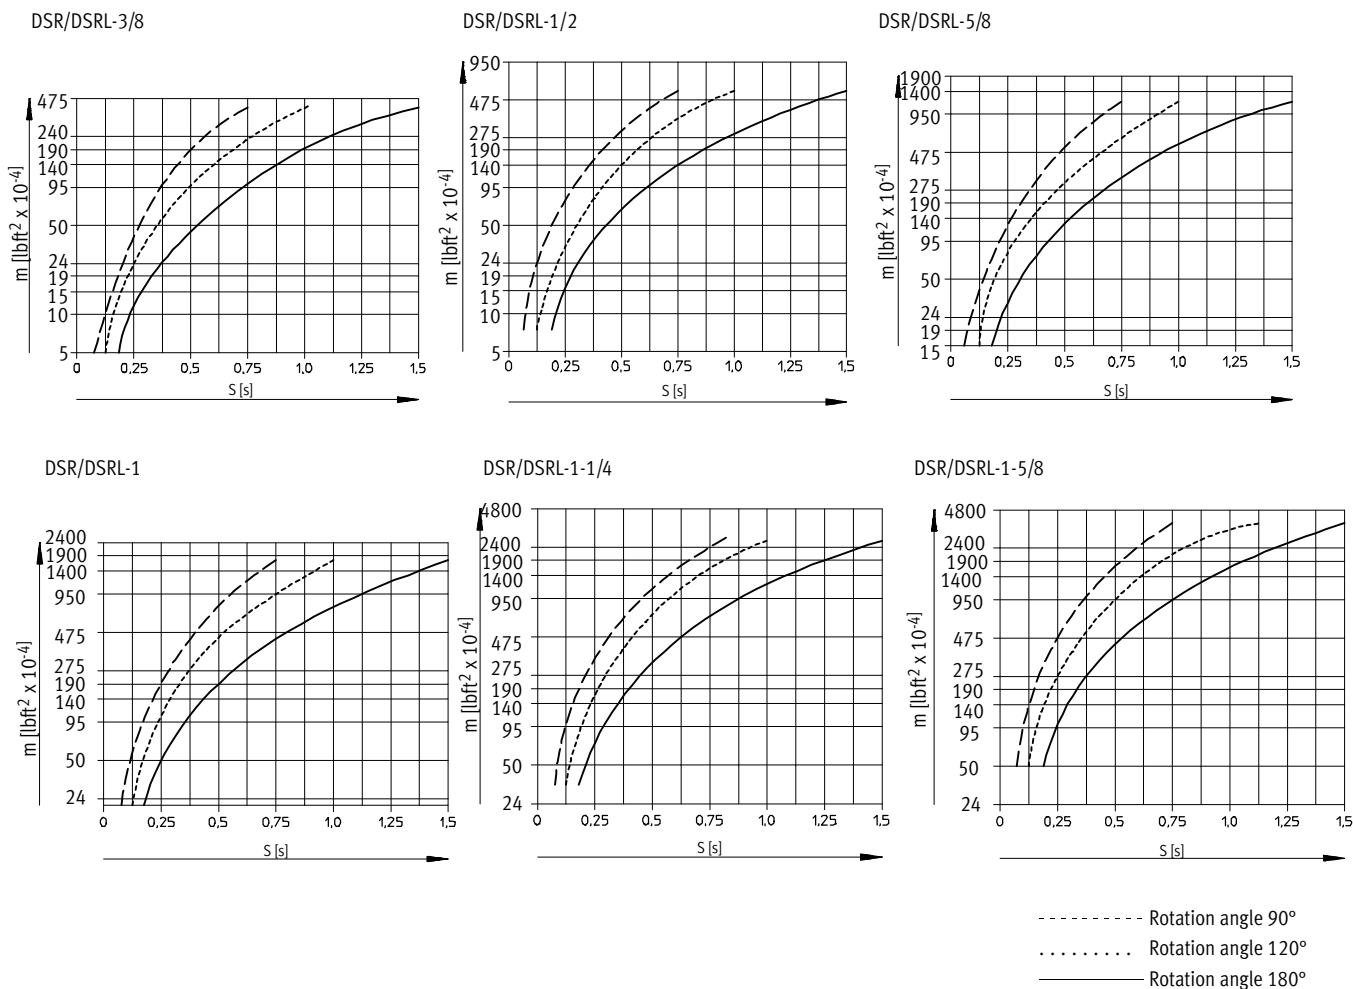 DSR/DSRL-3/8
475
240
190
140
95
50
24
19
15
10
5
m [lbft² x 10⁻⁴]
0 0,25 0,5 0,75 1,0 1,25 1,5
S [s]
DSR/DSRL-1/2
950
475
275
190
140
95
50
24
19
15
10
5
m [lbft² x 10⁻⁴]
0 0,25 0,5 0,75 1,0 1,25 1,5
S [s]
DSR/DSRL-5/8
1900
1400
950
475
275
190
140
95
50
24
19
15
m [lbft² x 10⁻⁴]
0 0,25 0,5 0,75 1,0 1,25 1,5
S [s]
DSR/DSRL-1
2400
1900
1400
950
475
275
190
140
95
50
24
m [lbft² x 10⁻⁴]
0 0,25 0,5 0,75 1,0 1,25 1,5
S [s]
DSR/DSRL-1-1/4
4800
2400
1900
1400
950
475
275
190
140
95
50
24
m [lbft² x 10⁻⁴]
0 0,25 0,5 0,75 1,0 1,25 1,5
S [s]
DSR/DSRL-1-5/8
4800
2400
1900
1400
950
475
275
190
140
95
50
24
m [lbft² x 10⁻⁴]
0 0,25 0,5 0,75 1,0 1,25 1,5
S [s]
Rotation angle 90°
Rotation angle 120°
Rotation angle 180°